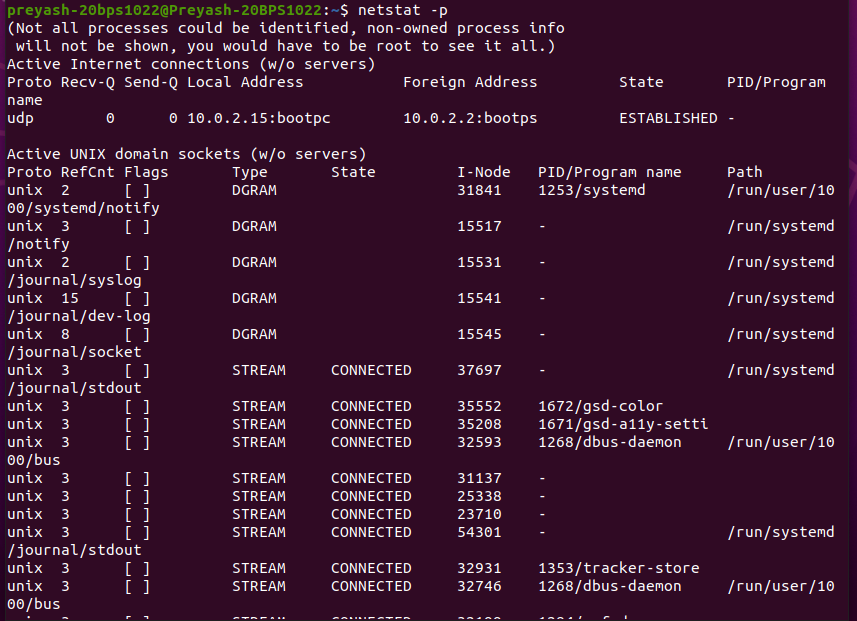 preyash-20bps1022@Preyash-20BPS1022:~$ netstat -p
(Not all processes could be identified, non-owned process info
 will not be shown, you would have to be root to see it all.)
Active Internet connections (w/o servers)
Proto Recv-Q Send-Q Local Address           Foreign Address         State       PID/Program
name
udp        0      0 10.0.2.15:bootpc        10.0.2.2:bootps         ESTABLISHED -

Active UNIX domain sockets (w/o servers)
Proto RefCnt Flags       Type       State         I-Node   PID/Program name     Path
unix  2      [ ]         DGRAM                    31841    1253/systemd         /run/user/10
00/systemd/notify
unix  3      [ ]         DGRAM                    15517    -                    /run/systemd
/notify
unix  2      [ ]         DGRAM                    15531    -                    /run/systemd
/journal/syslog
unix  15     [ ]         DGRAM                    15541    -                    /run/systemd
/journal/dev-log
unix  8      [ ]         DGRAM                    15545    -                    /run/systemd
/journal/socket
unix  3      [ ]         STREAM     CONNECTED     37697    -                    /run/systemd
/journal/stdout
unix  3      [ ]         STREAM     CONNECTED     35552    1672/gsd-color
unix  3      [ ]         STREAM     CONNECTED     35208    1671/gsd-a11y-setti
unix  3      [ ]         STREAM     CONNECTED     32593    1268/dbus-daemon     /run/user/10
00/bus
unix  3      [ ]         STREAM     CONNECTED     31137    -
unix  3      [ ]         STREAM     CONNECTED     25338    -
unix  3      [ ]         STREAM     CONNECTED     23710    -
unix  3      [ ]         STREAM     CONNECTED     54301    -                    /run/systemd
/journal/stdout
unix  3      [ ]         STREAM     CONNECTED     32931    1353/tracker-store
unix  3      [ ]         STREAM     CONNECTED     32746    1268/dbus-daemon     /run/user/10
00/bus